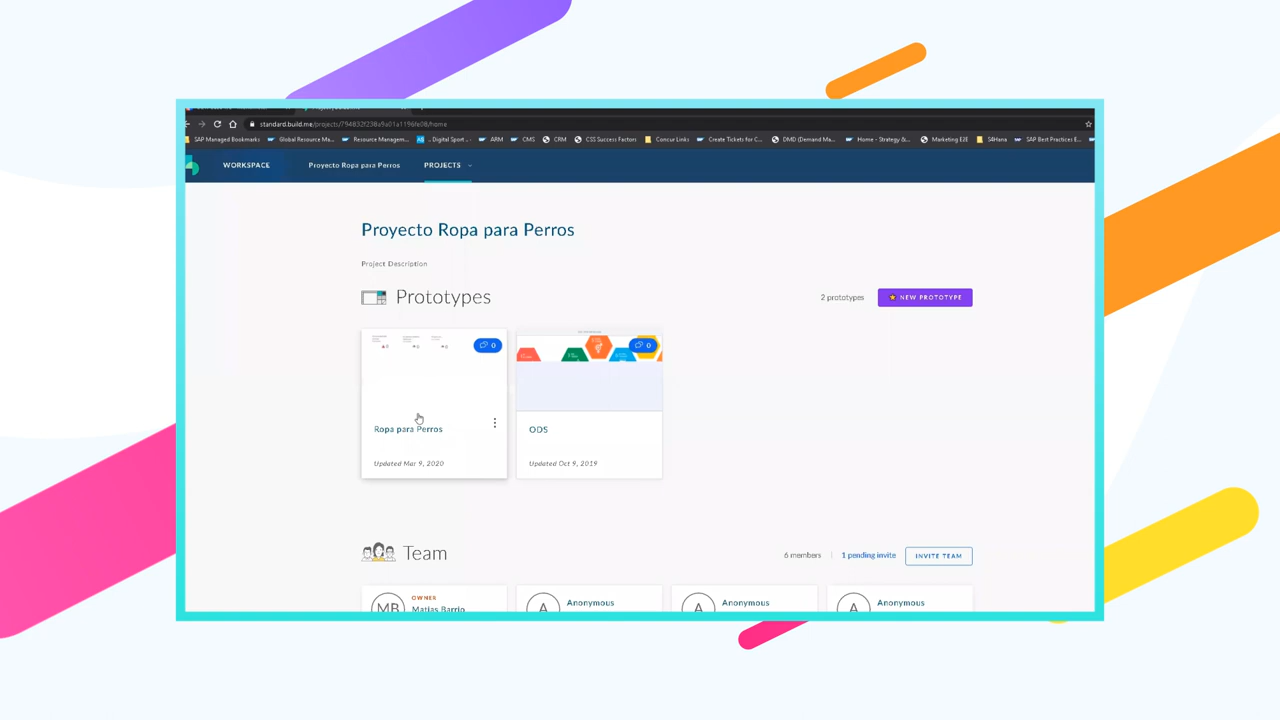 standard.build.me/projects/794832f238a9a01a1196fe08/home
SAP Managed Bookmarks Global Resource Ma... Resource Managem... Digital Sport -... ARM CMS CRM CSS Success Factors Concur Links Create Tickets for C... DMD (Demand Ma... Home - Strategy &... Marketing E2E S4Hana SAP Best Practices E...
WORKSPACE Proyecto Ropa para Perros PROJECTS
Proyecto Ropa para Perros
Project Description
Prototypes 2 prototypes NEW PROTOTYPE
0 0
Ropa para Perros ODS
Updated Mar 9, 2020 Updated Oct 9, 2019
Team 6 members 1 pending invite INVITE TEAM
OWNER
MB Matias Barrio A Anonymous A Anonymous A Anonymous